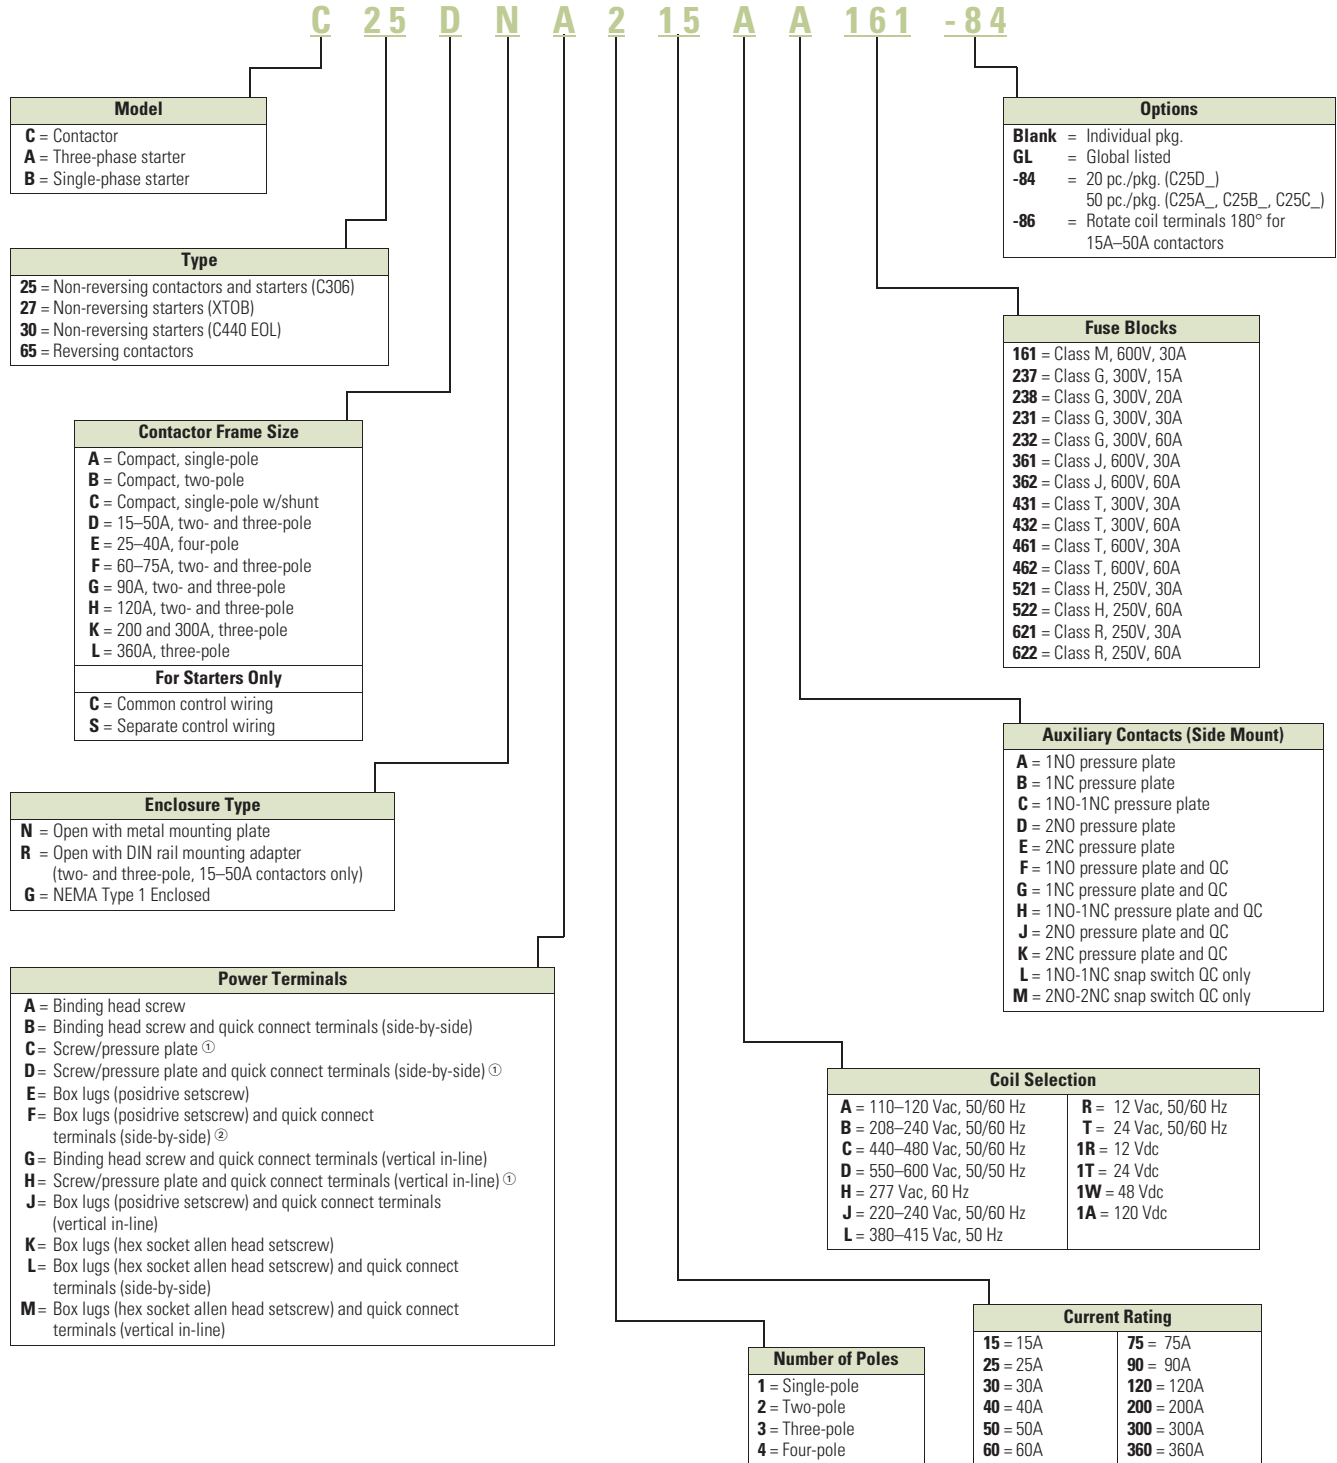 C 25 D N A 2 15 A A 161 -84
Model
C = Contactor
A = Three-phase starter
B = Single-phase starter
Type
25 = Non-reversing contactors and starters (C306)
27 = Non-reversing starters (XTOB)
30 = Non-reversing starters (C440 EOL)
65 = Reversing contactors
Contactor Frame Size
A = Compact, single-pole
B = Compact, two-pole
C = Compact, single-pole w/shunt
D = 15–50A, two- and three-pole
E = 25–40A, four-pole
F = 60–75A, two- and three-pole
G = 90A, two- and three-pole
H = 120A, two- and three-pole
K = 200 and 300A, three-pole
L = 360A, three-pole
For Starters Only
C = Common control wiring
S = Separate control wiring
Enclosure Type
N = Open with metal mounting plate
R = Open with DIN rail mounting adapter
(two- and three-pole, 15–50A contactors only)
G = NEMA Type 1 Enclosed
Power Terminals
A = Binding head screw
B = Binding head screw and quick connect terminals (side-by-side)
C = Screw/pressure plate ①
D = Screw/pressure plate and quick connect terminals (side-by-side) ①
E = Box lugs (posidrive setscrew)
F = Box lugs (posidrive setscrew) and quick connect
terminals (side-by-side) ②
G = Binding head screw and quick connect terminals (vertical in-line)
H = Screw/pressure plate and quick connect terminals (vertical in-line) ①
J = Box lugs (posidrive setscrew) and quick connect terminals
(vertical in-line)
K = Box lugs (hex socket allen head setscrew)
L = Box lugs (hex socket allen head setscrew) and quick connect
terminals (side-by-side)
M = Box lugs (hex socket allen head setscrew) and quick connect
terminals (vertical in-line)
Options
Blank = Individual pkg.
GL = Global listed
-84 = 20 pc./pkg. (C25D_)
50 pc./pkg. (C25A_, C25B_, C25C_)
-86 = Rotate coil terminals 180° for
15A–50A contactors
Fuse Blocks
161 = Class M, 600V, 30A
237 = Class G, 300V, 15A
238 = Class G, 300V, 20A
231 = Class G, 300V, 30A
232 = Class G, 300V, 60A
361 = Class J, 600V, 30A
362 = Class J, 600V, 60A
431 = Class T, 300V, 30A
432 = Class T, 300V, 60A
461 = Class T, 600V, 30A
462 = Class T, 600V, 60A
521 = Class H, 250V, 30A
522 = Class H, 250V, 60A
621 = Class R, 250V, 30A
622 = Class R, 250V, 60A
Auxiliary Contacts (Side Mount)
A = 1NO pressure plate
B = 1NC pressure plate
C = 1NO-1NC pressure plate
D = 2NO pressure plate
E = 2NC pressure plate
F = 1NO pressure plate and QC
G = 1NC pressure plate and QC
H = 1NO-1NC pressure plate and QC
J = 2NO pressure plate and QC
K = 2NC pressure plate and QC
L = 1NO-1NC snap switch QC only
M = 2NO-2NC snap switch QC only
Coil Selection
A = 110–120 Vac, 50/60 Hz
B = 208–240 Vac, 50/60 Hz
C = 440–480 Vac, 50/60 Hz
D = 550–600 Vac, 50/50 Hz
H = 277 Vac, 60 Hz
J = 220–240 Vac, 50/60 Hz
L = 380–415 Vac, 50 Hz
R = 12 Vac, 50/60 Hz
T = 24 Vac, 50/60 Hz
1R = 12 Vdc
1T = 24 Vdc
1W = 48 Vdc
1A = 120 Vdc
Number of Poles
1 = Single-pole
2 = Two-pole
3 = Three-pole
4 = Four-pole
Current Rating
15 = 15A
25 = 25A
30 = 30A
40 = 40A
50 = 50A
60 = 60A
75 = 75A
90 = 90A
120 = 120A
200 = 200A
300 = 300A
360 = 360A